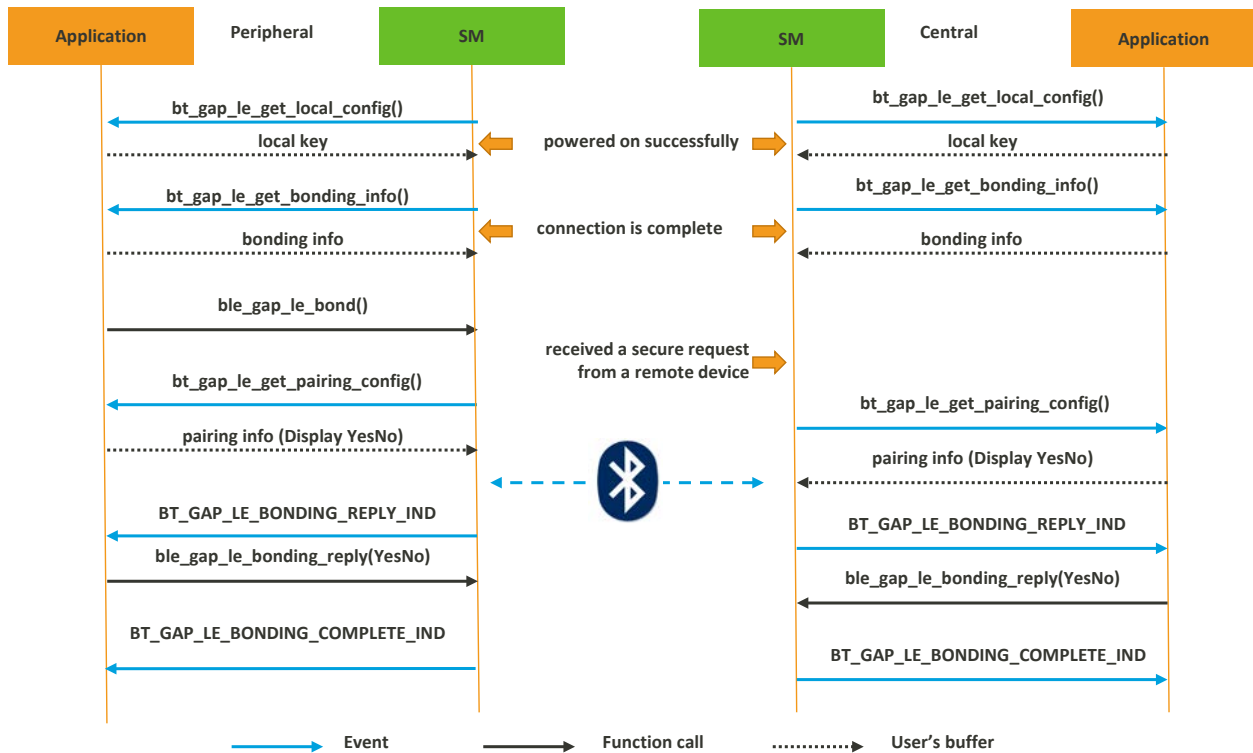 Application
Peripheral
SM
SM
Central
Application
bt_gap_le_get_local_config()
bt_gap_le_get_local_config()
local key
powered on successfully
local key
bt_gap_le_get_bonding_info()
bt_gap_le_get_bonding_info()
connection is complete
bonding info
bonding info
ble_gap_le_bond()
received a secure request
from a remote device
bt_gap_le_get_pairing_config()
bt_gap_le_get_pairing_config()
pairing info (Display YesNo)
pairing info (Display YesNo)
BT_GAP_LE_BONDING_REPLY_IND
BT_GAP_LE_BONDING_REPLY_IND
ble_gap_le_bonding_reply(YesNo)
ble_gap_le_bonding_reply(YesNo)
BT_GAP_LE_BONDING_COMPLETE_IND
BT_GAP_LE_BONDING_COMPLETE_IND
Event
Function call
User's buffer